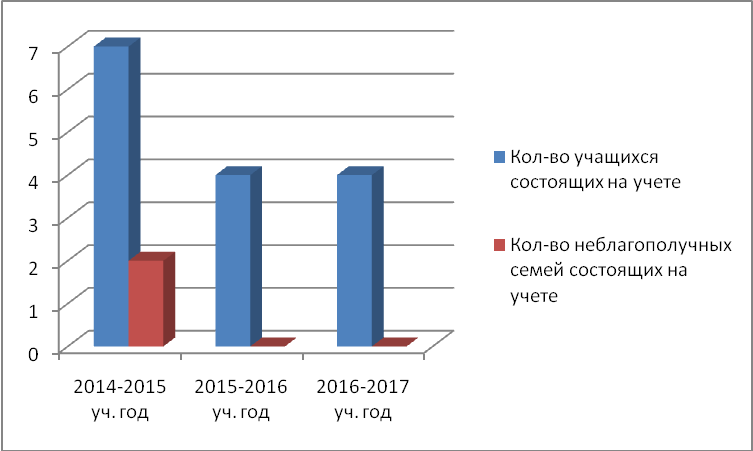 7
6
5
4
3
2
1
0
2014-2015
уч. год
2015-2016
уч. год
2016-2017
уч. год
Кол-во учащихся
состоящих на учете
Кол-во неблагополучных
семей состоящих на
учете